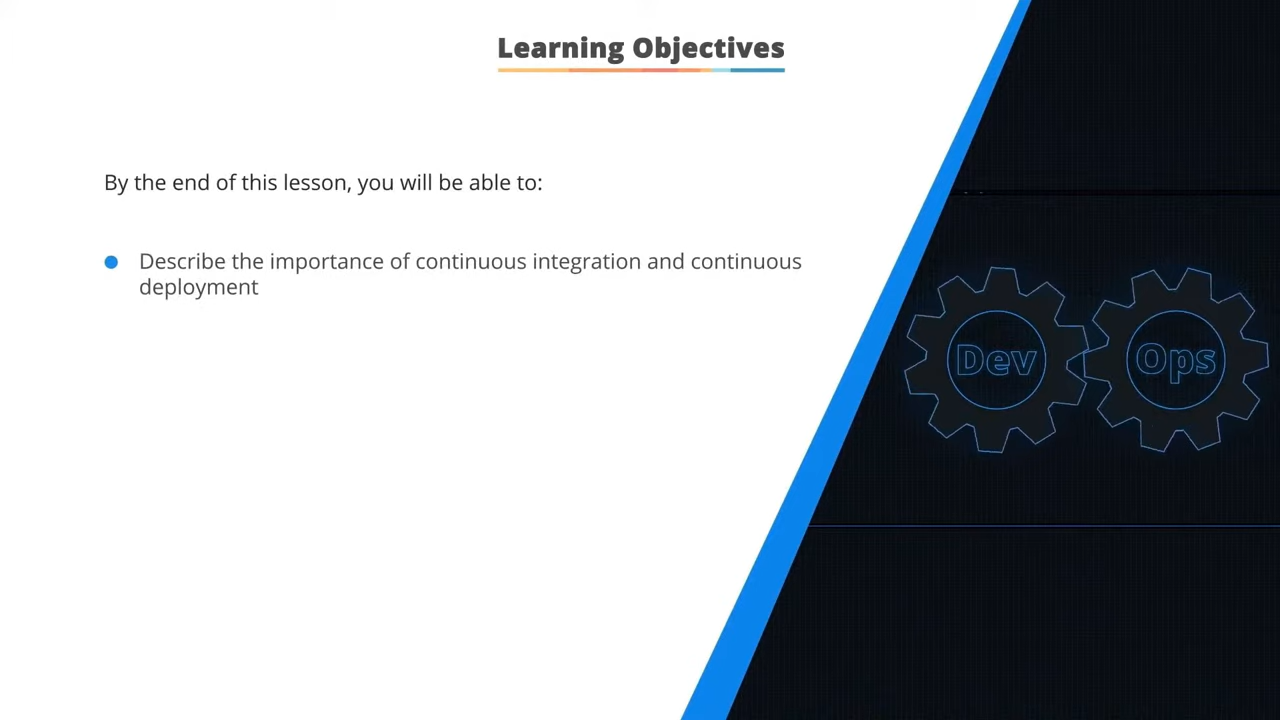 Learning Objectives
By the end of this lesson, you will be able to:
Describe the importance of continuous integration and continuous
deployment
Dev
Ops